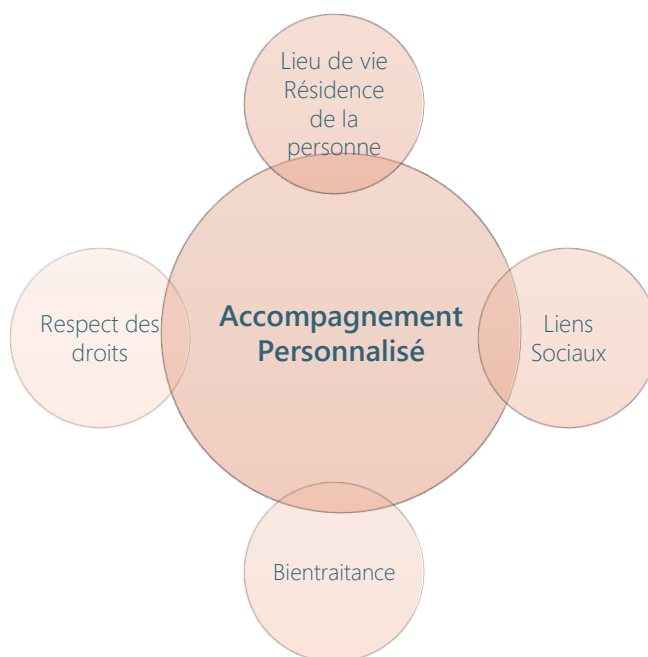 Lieu de vie
Résidence
de la
personne
Respect des
droits
Accompagnement
Personnalisé
Liens
Sociaux
Bientraitance